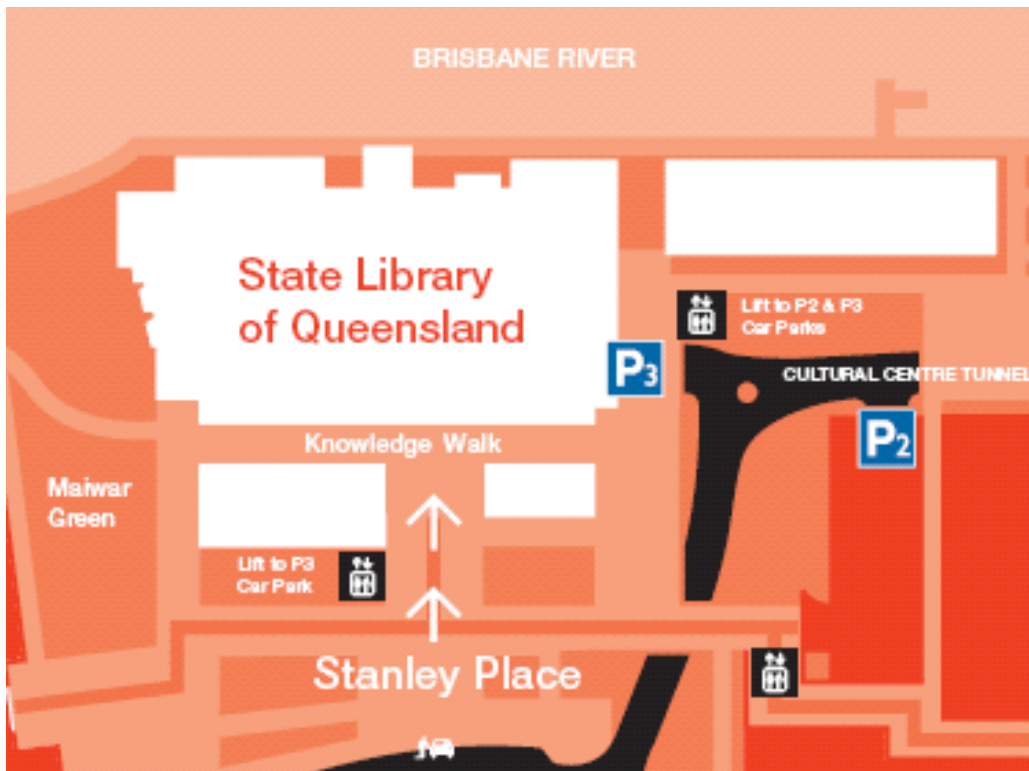 BRISBANE RIVER
State Library
of Queensland
Lift to P2 & P3
Car Parks
P3
CULTURAL CENTRE TUNNEL
P2
Knowledge Walk
Maiwar
Green
Lift to P3
Car Park
Stanley Place